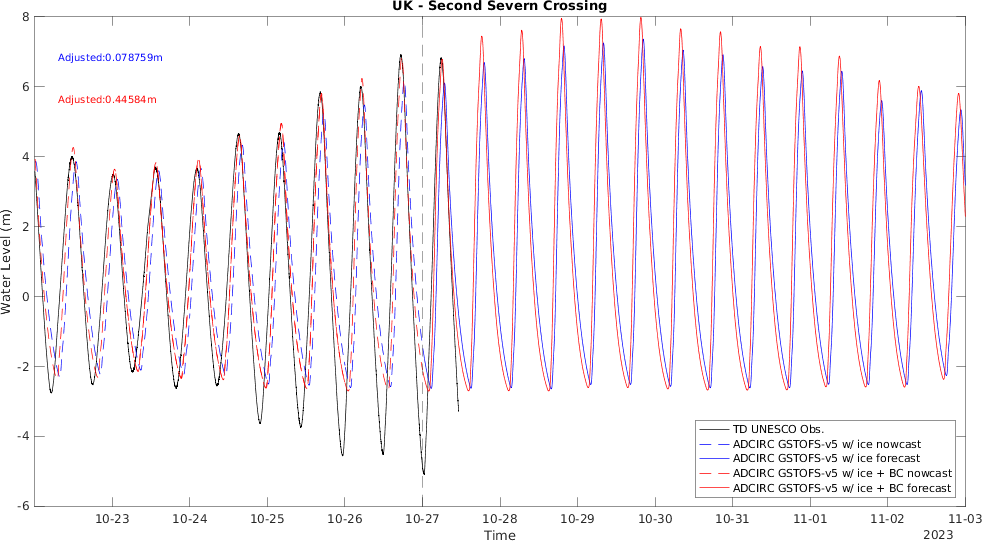 UK - Second Severn Crossing
8
Adjusted:0.078759m
6
Adjusted:0.44584m
4
2
Water Level (m)
0
-2
-4
TD UNESCO Obs.
ADCIRC GSTOFS-v5 w/ ice nowcast
ADCIRC GSTOFS-v5 w/ ice forecast
ADCIRC GSTOFS-v5 w/ ice + BC nowcast
ADCIRC GSTOFS-v5 w/ ice + BC forecast
-6
10-23 10-24 10-25 10-26 10-27 10-28 10-29 10-30 10-31 11-01 11-02 11-03
Time
2023